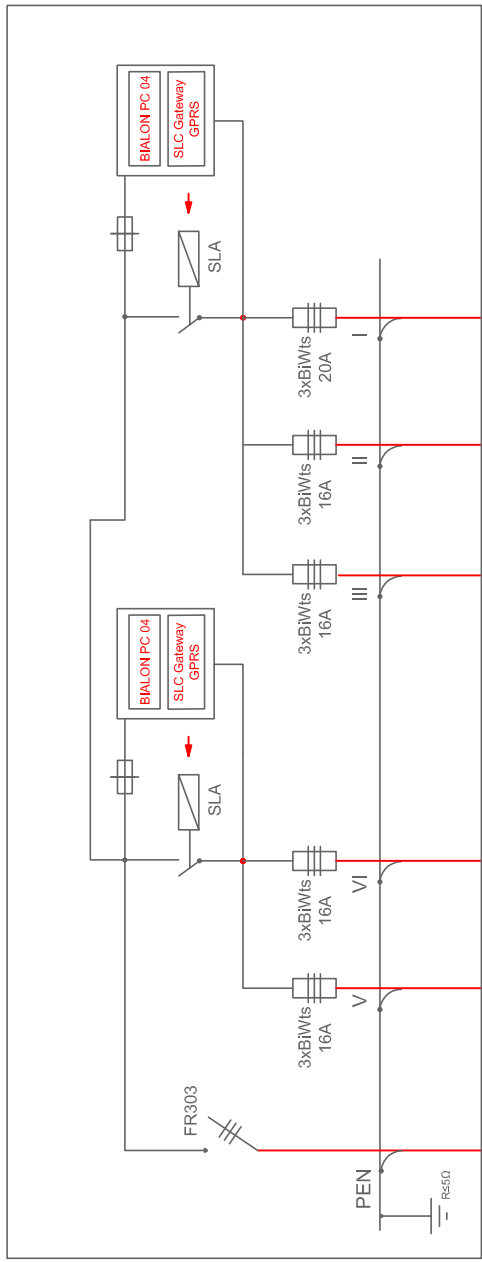 BIALON PC 04
SLC Gateway
GPRS
SLA
3xBiWts
20A
I
3xBiWts
16A
II
3xBiWts
16A
III
BIALON PC 04
SLC Gateway
GPRS
SLA
3xBiWts
16A
VI
3xBiWts
16A
V
FR303
PEN
R≤5Ω